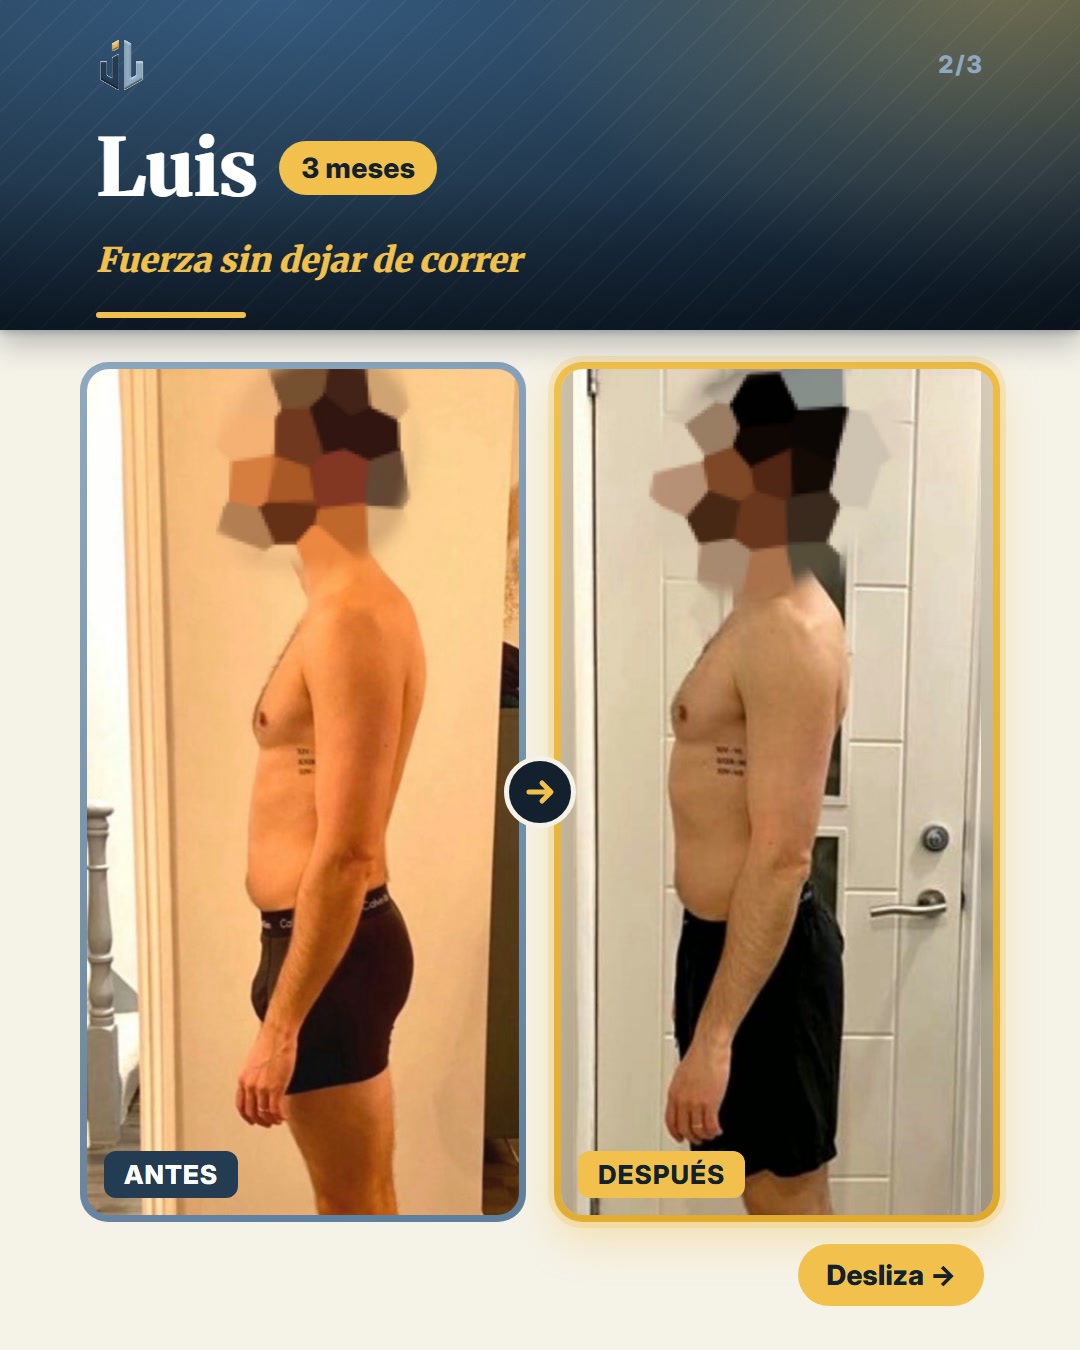 2/3
Luis
3 meses
Fuerza sin dejar de correr
ANTES
DESPUÉS
Desliza →